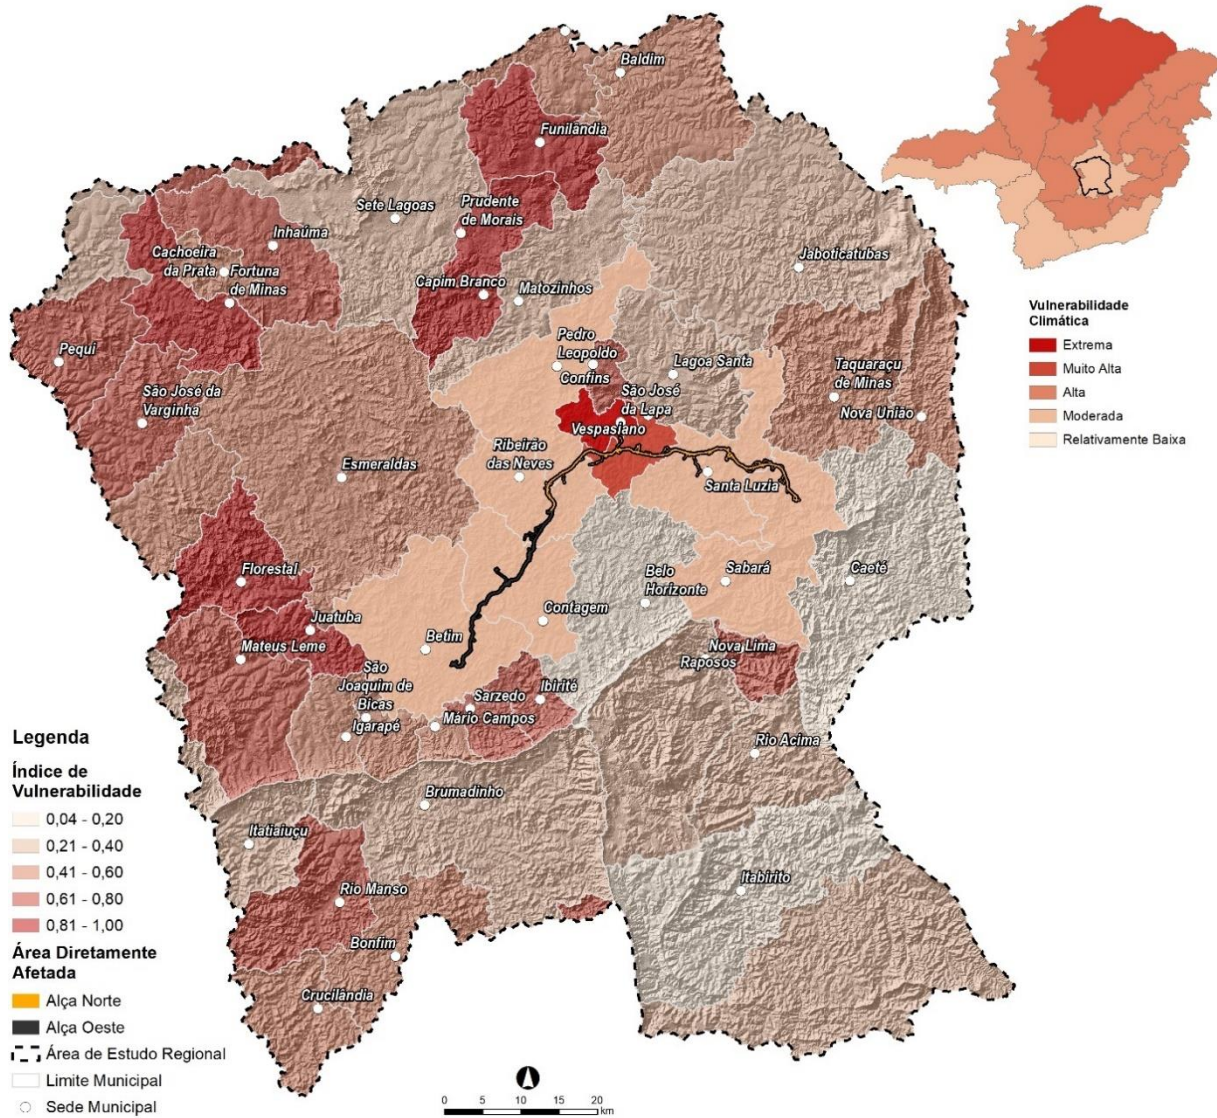 Baldim
Funilândia
Sete Lagoas
Prudente
de Morais
Inhaúma
Cachoeira
da Prata
Fortuna
de Minas
Capim Branco
Matozinhos
Jaboticatubas
Pequi
Pedro
Leopoldo
Confins
Lagoa Santa
Taquaraçu
de Minas
São José da
Varginha
São José
da Lapa
Nova União
Vespasiano
Ribeirão
das Neves
Esmeraldas
Santa Luzia
Florestal
Belo
Horizonte
Sabará
Caeté
Juatuba
Contagem
Mateus Leme
Betim
Nova Lima
Raposos
São
Joaquim de
Bicas
Sarzedo
Ibirité
Igarapé
Mário Campos
Rio Acima
Brumadinho
Itatiaiuçu
Itabirito
Rio Manso
Bonfim
Crucilândia
Vulnerabilidade
Climática
Extrema
Muito Alta
Alta
Moderada
Relativamente Baixa
Legenda
Índice de
Vulnerabilidade
0,04 - 0,20
0,21 - 0,40
0,41 - 0,60
0,61 - 0,80
0,81 - 1,00
Área Diretamente
Afetada
Alça Norte
Alça Oeste
Área de Estudo Regional
Limite Municipal
Sede Municipal
0 5 10 15 20
km